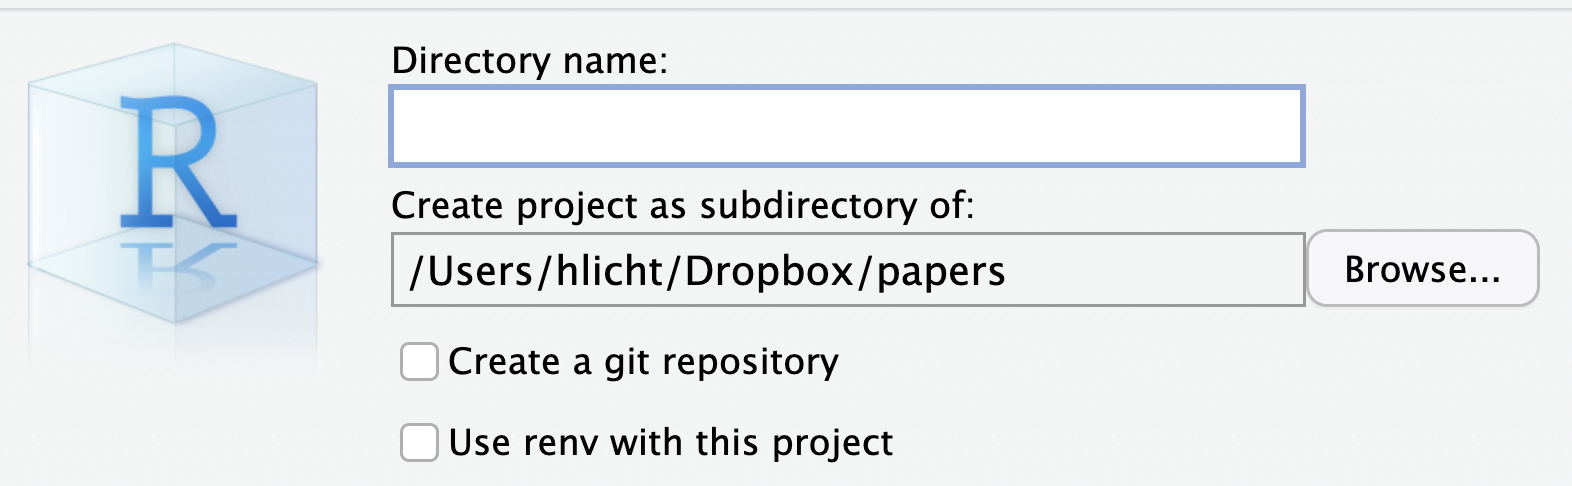 R
Directory name:
Create project as subdirectory of:
/Users/hlicht/Dropbox/papers
Browse...
Create a git repository
Use renv with this project